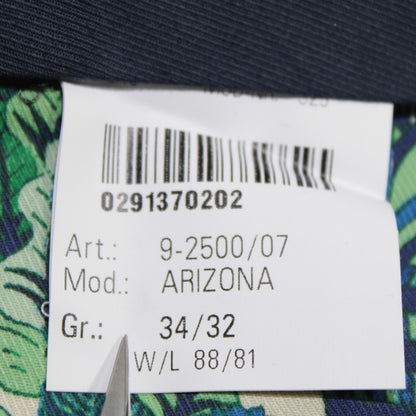 0291370202
Art.: 9-2500/07
Mod.: ARIZONA
Gr.: 34/32
W/L 88/81